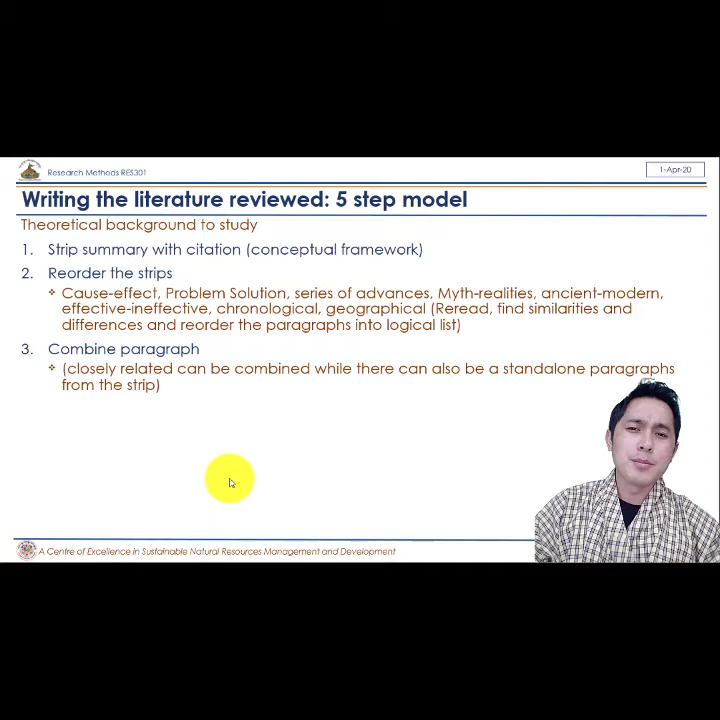 Research Methods RES301
1-Apr-20
Writing the literature reviewed: 5 step model
Theoretical background to study
1. Strip summary with citation (conceptual framework)
2. Reorder the strips
❖ Cause-effect, Problem Solution, series of advances, Myth-realities, ancient-modern,
effective-ineffective, chronological, geographical (Reread, find similarities and
differences and reorder the paragraphs into logical list)
3. Combine paragraph
❖ (closely related can be combined while there can also be a standalone paragraphs
from the strip)
A Centre of Excellence in Sustainable Natural Resources Management and Development